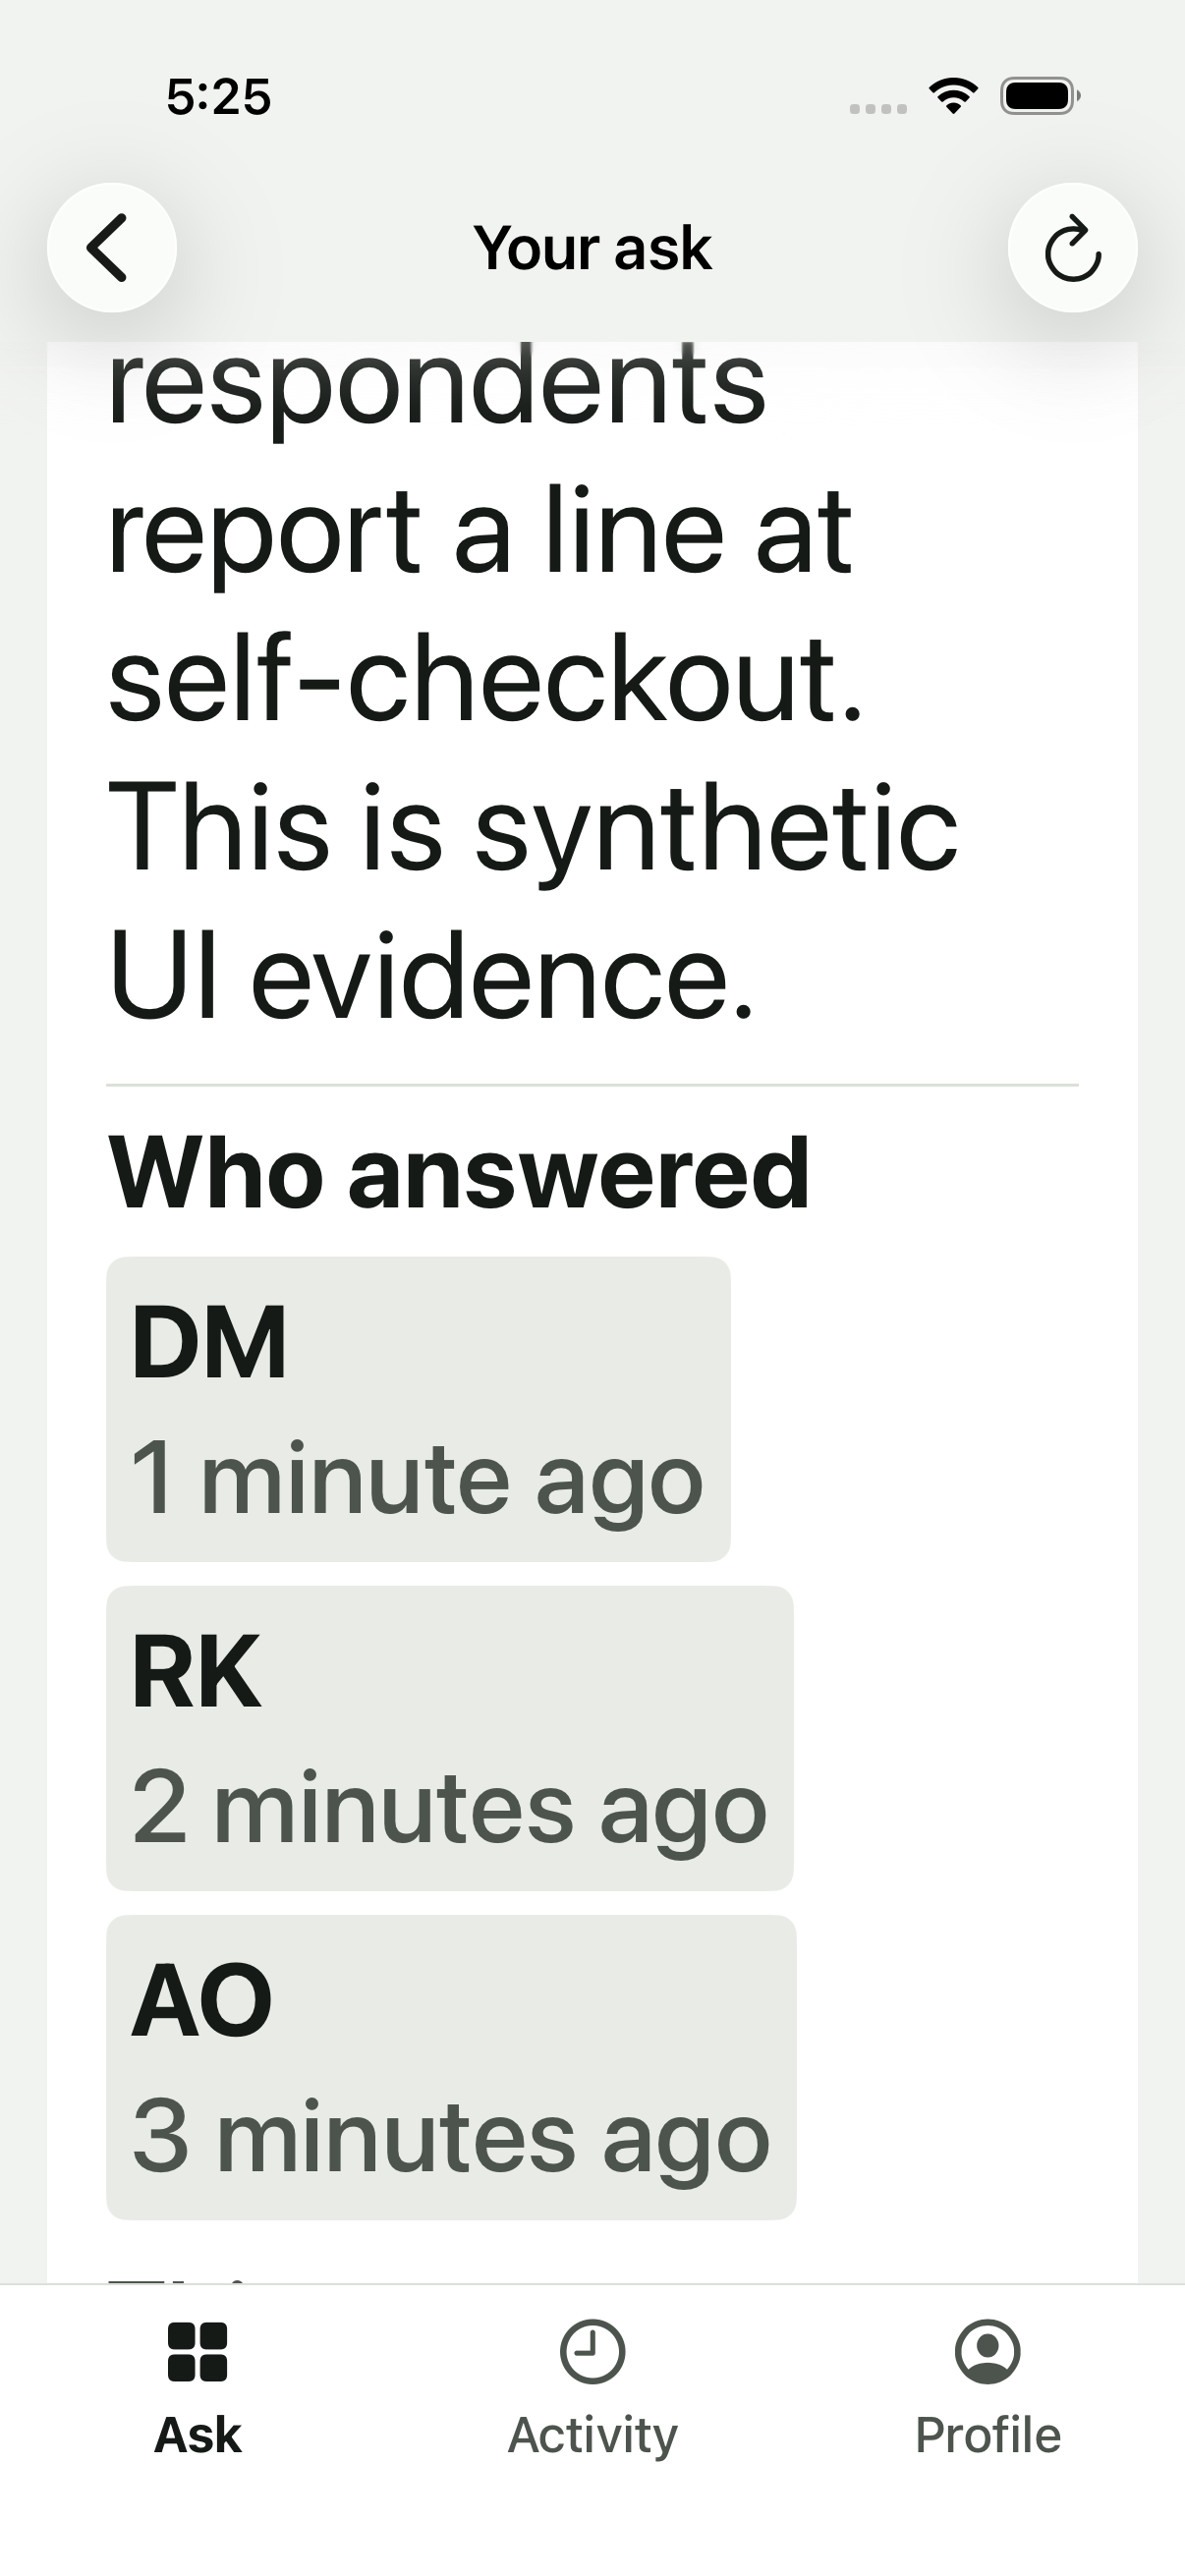 5:25
Your ask
respondents
report a line at
self-checkout.
This is synthetic
UI evidence.
Who answered
DM
1 minute ago
RK
2 minutes ago
AO
3 minutes ago
Ask
Activity
Profile